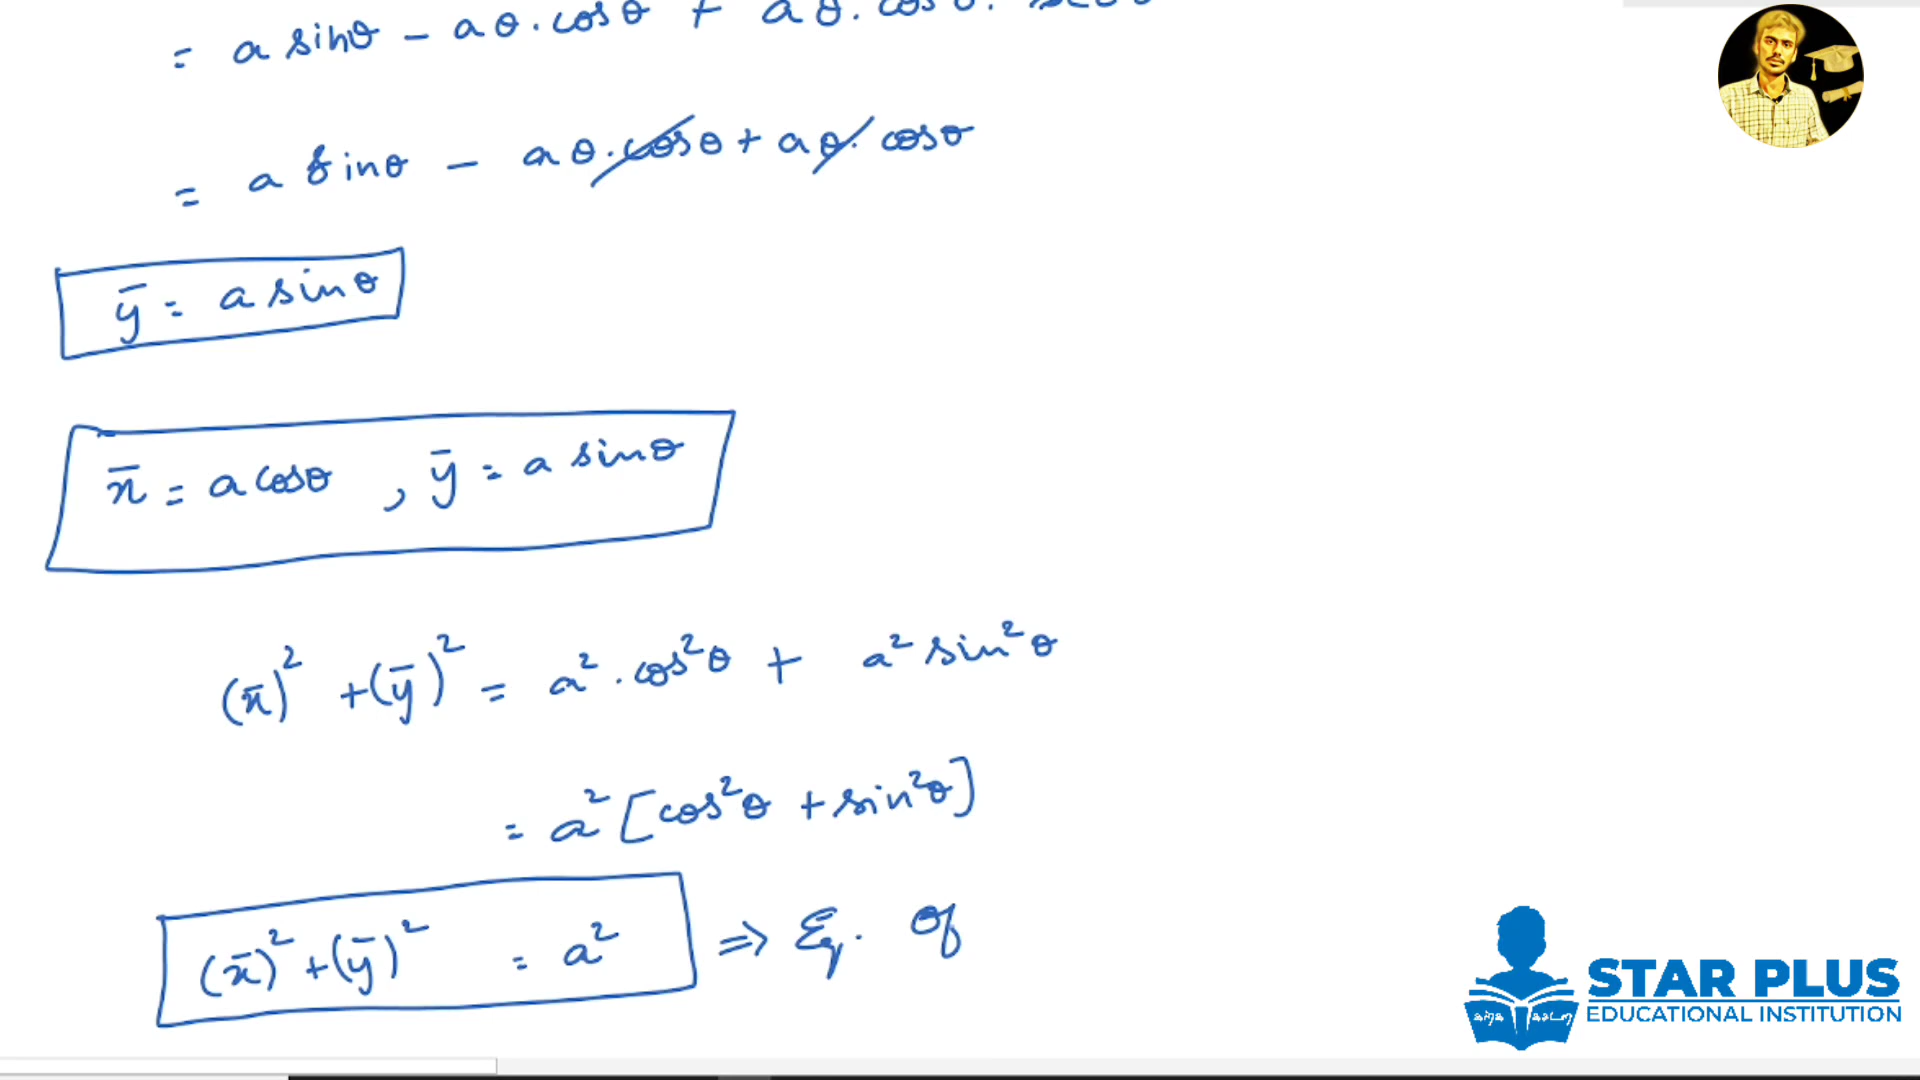 = a sinθ - aθ.cosθ + aθ.cosθ.
= a sinθ - aθ.cosθ + aθ.cosθ
ȳ = a sinθ
x̄ = a cosθ , ȳ = a sinθ
(x̄)² + (ȳ)² = a².cos²θ + a² sin²θ
= a² [cos²θ + sin²θ]
(x̄)² + (ȳ)² = a² ⇒ Eq. of
STAR PLUS
EDUCATIONAL INSTITUTION